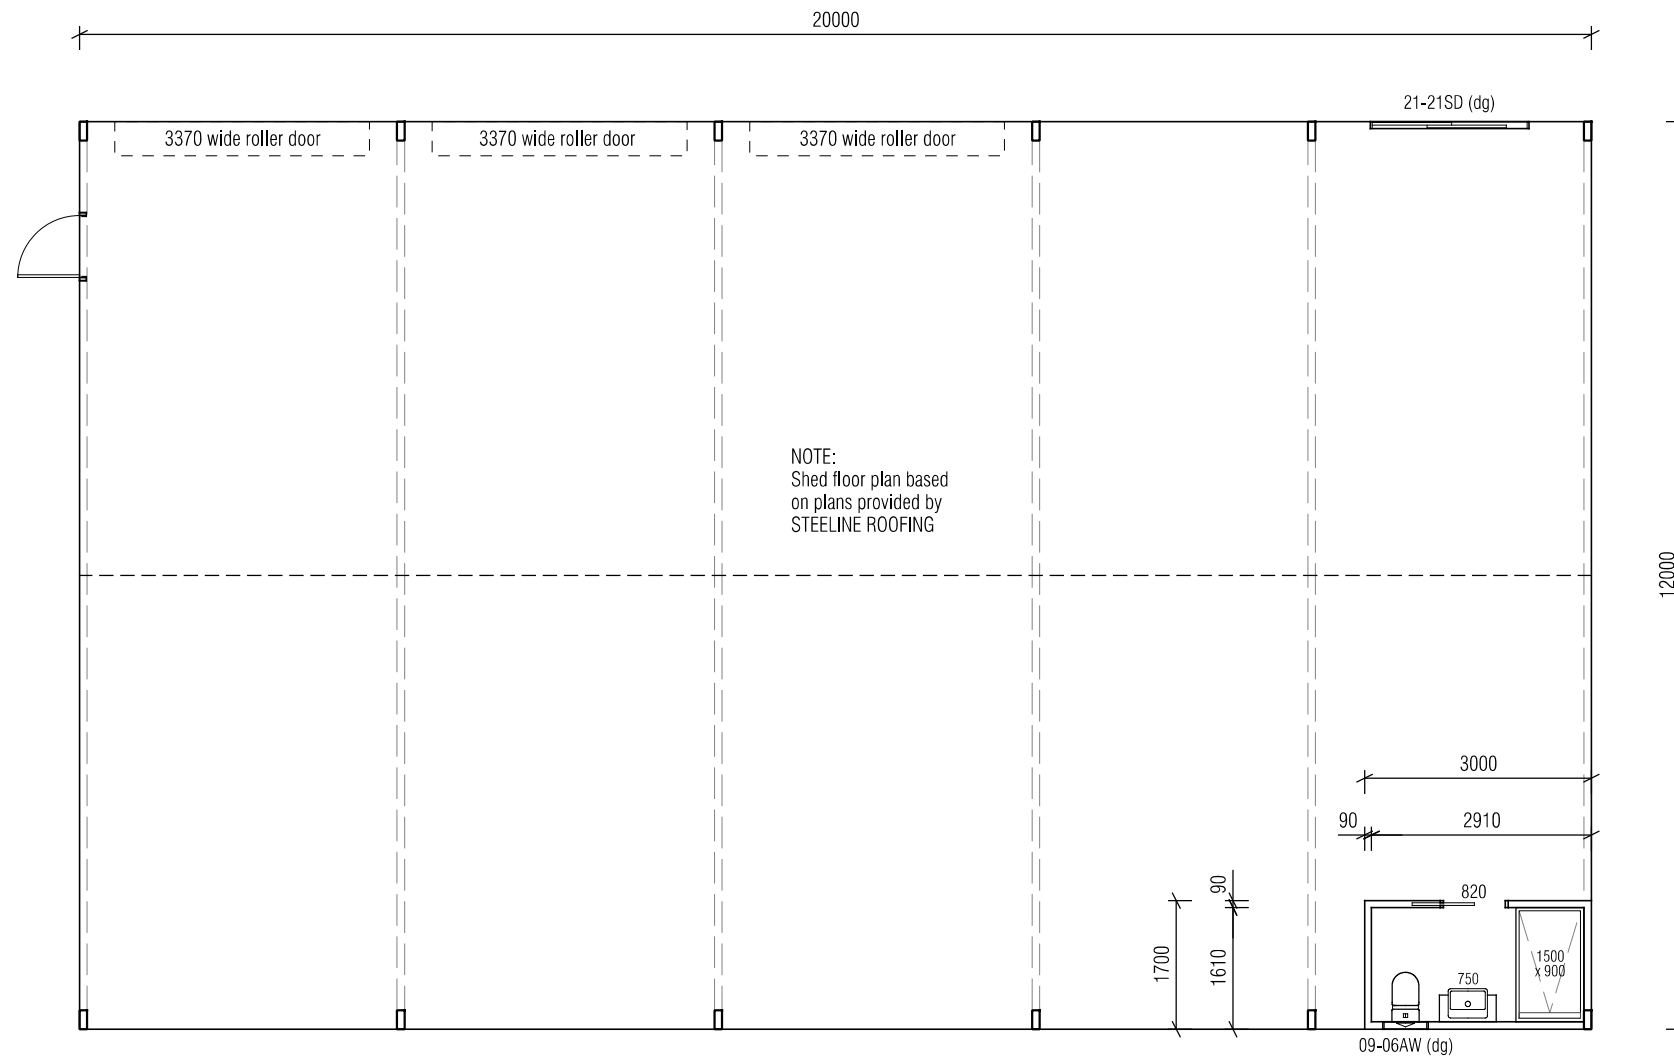 20000
21-21SD (dg)
3370 wide roller door
3370 wide roller door
3370 wide roller door
NOTE:
Shed floor plan based
on plans provided by
STEELINE ROOFING
12000
3000
90
2910
90
820
1700
1610
1500
x 900
750
09-06AW (dg)